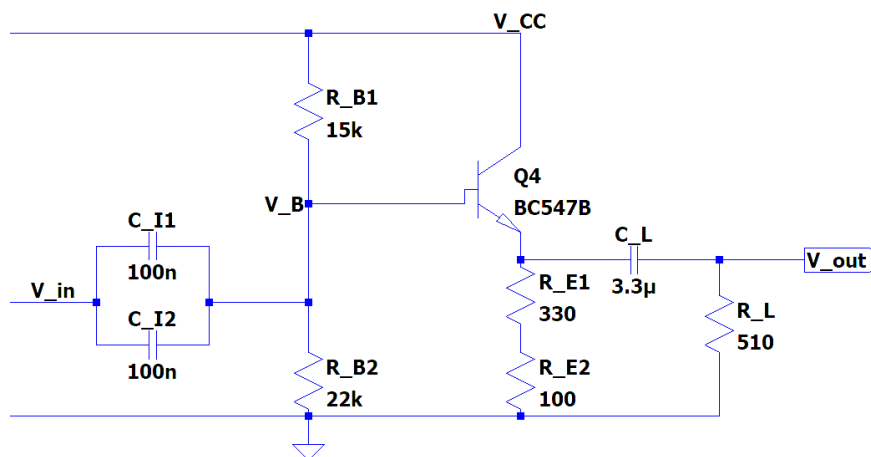 V_CC
R_B1
15k
Q4
BC547B
V_B
C_I1
100n
C_L
3.3µ
V_out
V_in
R_E1
330
C_I2
100n
R_L
510
R_B2
22k
R_E2
100